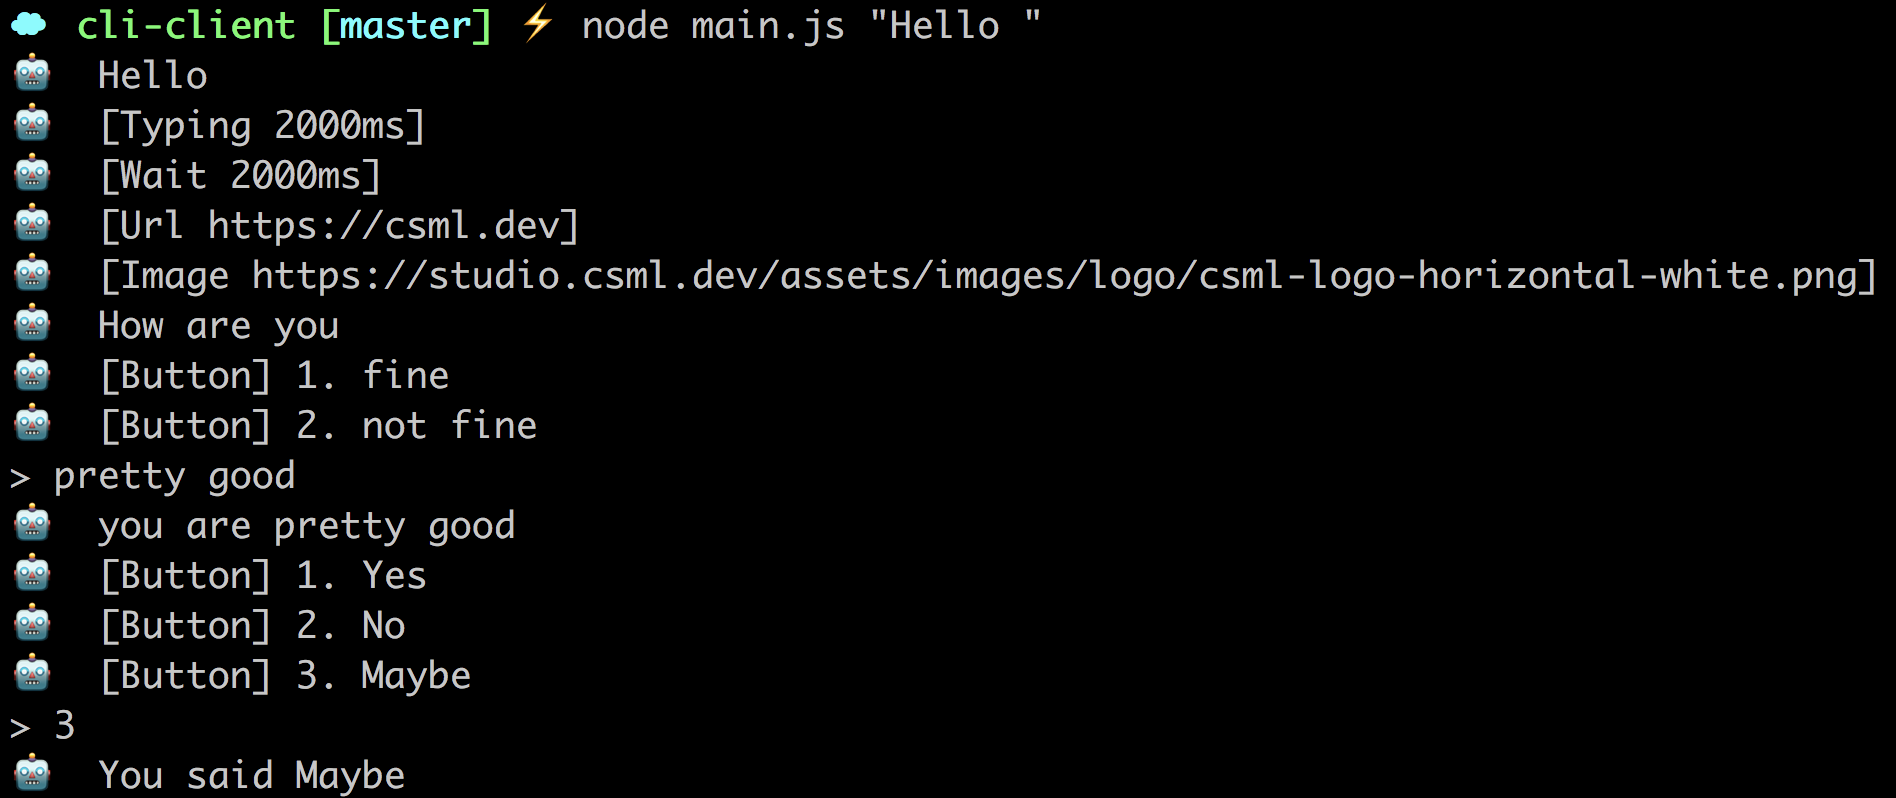 ☁ cli-client [master] ⚡ node main.js "Hello "
🤖 Hello
🤖 [Typing 2000ms]
🤖 [Wait 2000ms]
🤖 [Url https://csml.dev]
🤖 [Image https://studio.csml.dev/assets/images/logo/csml-logo-horizontal-white.png]
🤖 How are you
🤖 [Button] 1. fine
🤖 [Button] 2. not fine
> pretty good
🤖 you are pretty good
🤖 [Button] 1. Yes
🤖 [Button] 2. No
🤖 [Button] 3. Maybe
> 3
🤖 You said Maybe